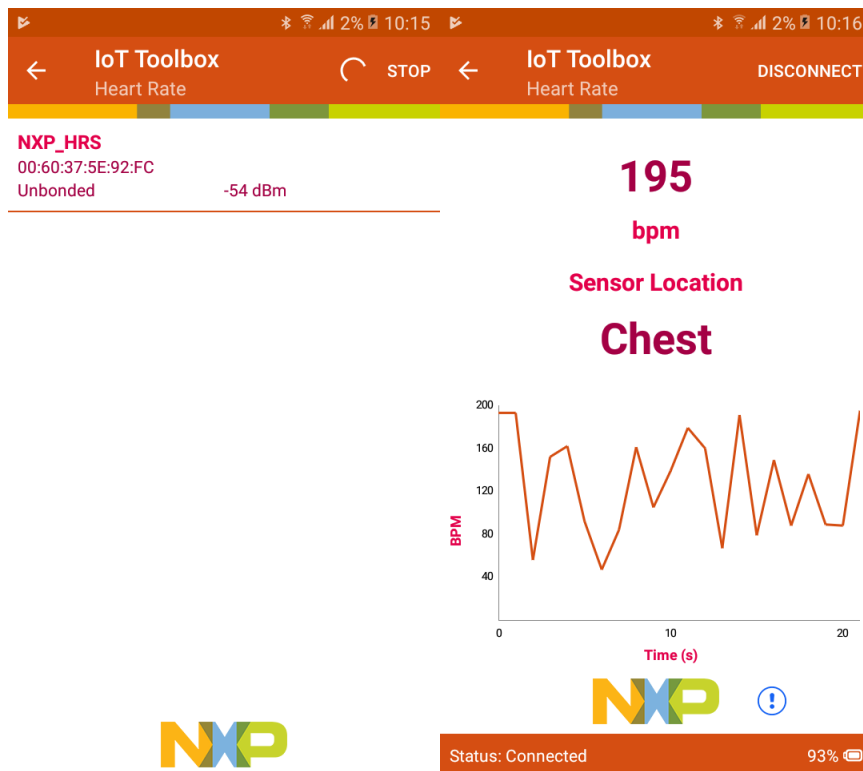 2% 10:15
IoT Toolbox
Heart Rate
STOP
NXP_HRS
00:60:37:5E:92:FC
Unbonded -54 dBm
NXP
2% 10:16
IoT Toolbox
Heart Rate
DISCONNECT
195
bpm
Sensor Location
Chest
200
160
120
80
40
BPM
0 10 20
Time (s)
NXP
Status: Connected 93%